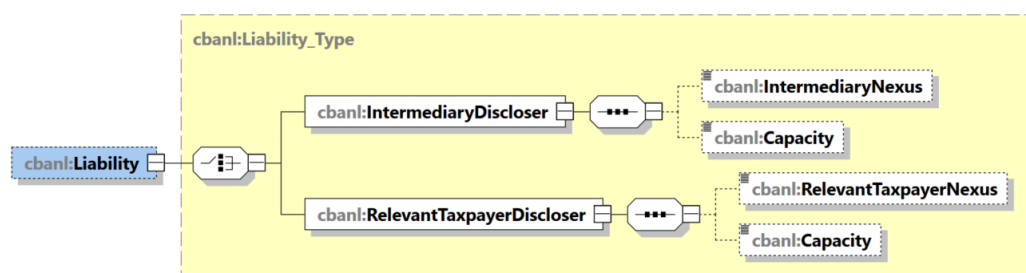 cbanl:Liability_Type
cbanl:IntermediaryNexus
cbanl:IntermediaryDiscloser
cbanl:Capacity
cbanl:Liability
cbanl:RelevantTaxpayerNexus
cbanl:RelevantTaxpayerDiscloser
cbanl:Capacity